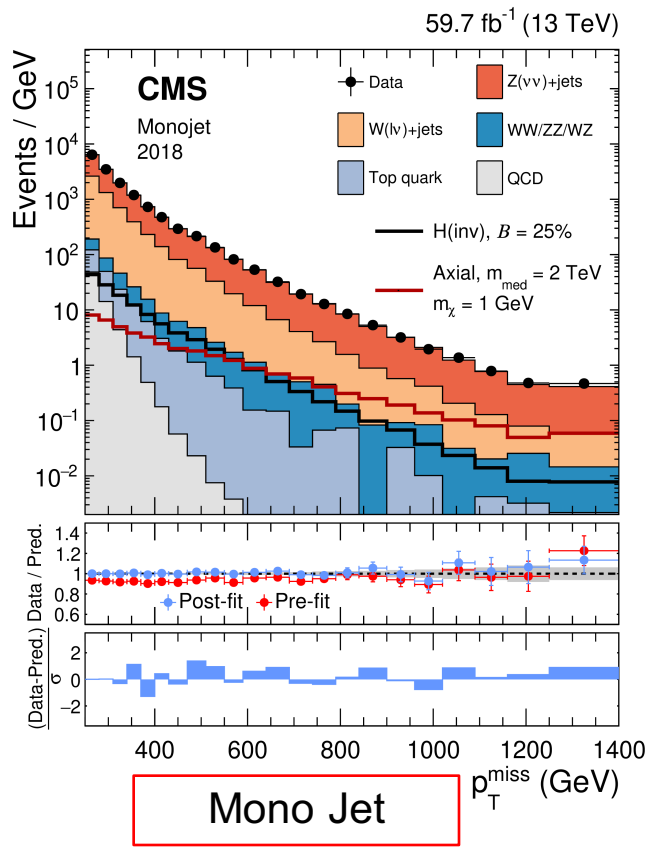 59.7 fb⁻¹ (13 TeV)
Events / GeV
10⁵
10⁴
10³
10²
10
1
10⁻¹
10⁻²
CMS
Monojet
2018
Data
Z(νν)+jets
W(lν)+jets
WW/ZZ/WZ
Top quark
QCD
H(inv), B = 25%
Axial, m_med = 2 TeV
m_χ = 1 GeV
Data / Pred.
1.4
1.2
1
0.8
0.6
Post-fit
Pre-fit
(Data-Pred.)
σ
2
0
−2
400 600 800 1000 1200 1400
p_T^miss (GeV)
Mono Jet